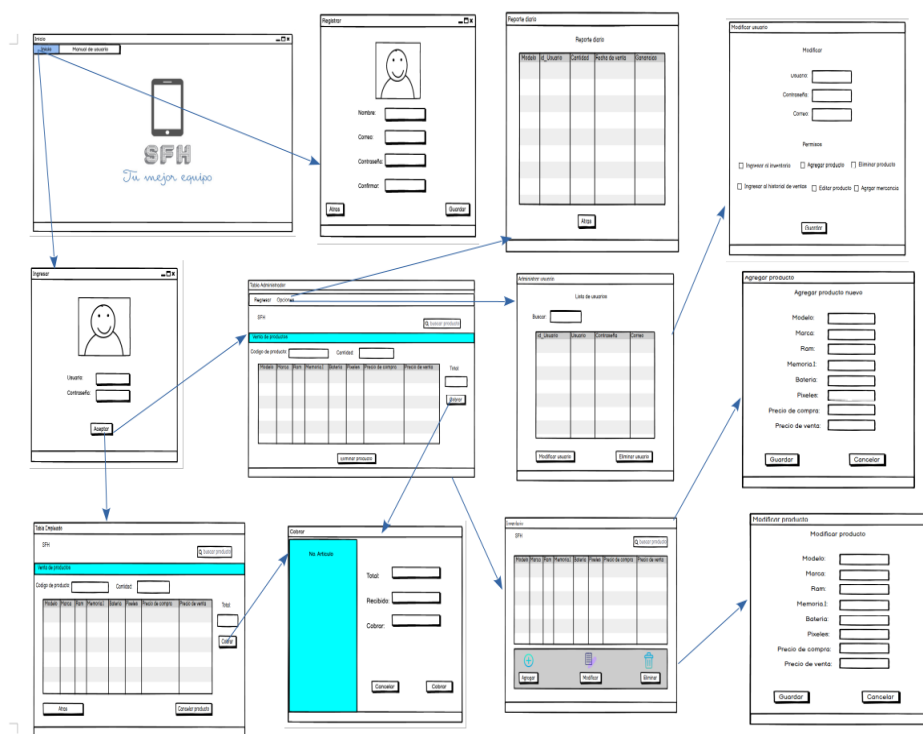 Inicio
Inicio Manual de usuario
SFH
Tu mejor equipo
Registrar
Nombre:
Correo:
Contraseña:
Confirmar:
Atras Guardar
Reporte diario
Reporte diario
Modelo id_Usuario Cantidad Fecha de venta Ganancias
Atras
Modificar usuario
Modificar
Usuario:
Contraseña:
Correo:
Permisos
Ingresar al inventario Agregar producto Eliminar producto
Ingresar al historial de ventas Editar producto Agrgar mercancia
Guardar
Ingresar
Usuario:
Contraseña:
Aceptar
Tabla Administrador
Regresar Opciones
SFH
buscar producto
Venta de productos
Código de producto Cantidad:
Total:
Modelo Marca Ram Memoria.I Bateria Pixeles Precio de compra Precio de venta
Cobrar
Eliminar producto
Administrar usuario
Lista de usuarios
Buscar:
id_Usuario Usuario Contraseña Correo
Modificar usuario Eliminar usuario
Agregar producto
Agregar producto nuevo
Modelo:
Marca:
Ram:
Memoria.I:
Bateria:
Pixeles:
Precio de compra:
Precio de venta:
Guardar Cancelar
Tabla Empleado
SFH
buscar producto
Venta de productos
Código de producto Cantidad:
Modelo Marca Ram Memoria.I Bateria Pixeles Precio de compra Precio de venta
Total:
Cobrar
Atras Cancelar producto
Cobrar
No. Articulo
Total:
Recibido:
Cobrar:
Cancelar Cobrar
Inventario
SFH
buscar producto
Modelo Marca Ram Memoria.I Bateria Pixeles Precio de compra Precio de venta
Agregar Modificar Eliminar
Modificar producto
Modificar producto
Modelo:
Marca:
Ram:
Memoria.I:
Bateria:
Pixeles:
Precio de compra:
Precio de venta:
Guardar Cancelar